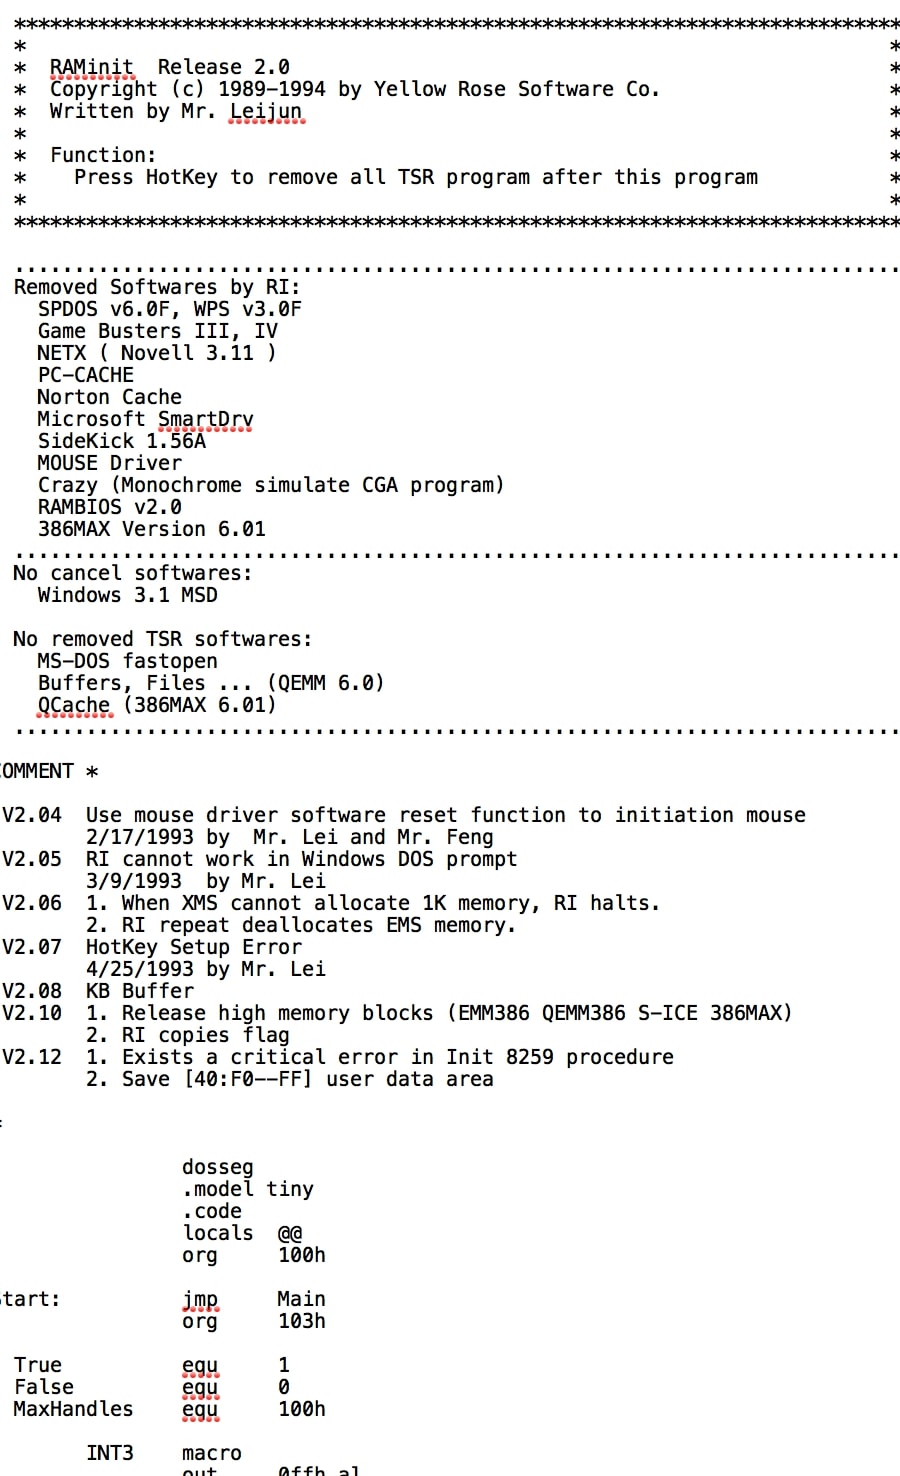 **************************************************************************
* *
* RAMinit Release 2.0 *
* Copyright (c) 1989-1994 by Yellow Rose Software Co. *
* Written by Mr. Leijun *
* *
* Function: *
* Press HotKey to remove all TSR program after this program *
* *
**************************************************************************
..........................................................................
Removed Softwares by RI:
SPDOS v6.0F, WPS v3.0F
Game Busters III, IV
NETX ( Novell 3.11 )
PC-CACHE
Norton Cache
Microsoft SmartDrv
SideKick 1.56A
MOUSE Driver
Crazy (Monochrome simulate CGA program)
RAMBIOS v2.0
386MAX Version 6.01
..........................................................................
No cancel softwares:
Windows 3.1 MSD
No removed TSR softwares:
MS-DOS fastopen
Buffers, Files ... (QEMM 6.0)
QCache (386MAX 6.01)
..........................................................................
COMMENT *
V2.04 Use mouse driver software reset function to initiation mouse
2/17/1993 by Mr. Lei and Mr. Feng
V2.05 RI cannot work in Windows DOS prompt
3/9/1993 by Mr. Lei
V2.06 1. When XMS cannot allocate 1K memory, RI halts.
2. RI repeat deallocates EMS memory.
V2.07 HotKey Setup Error
4/25/1993 by Mr. Lei
V2.08 KB Buffer
V2.10 1. Release high memory blocks (EMM386 QEMM386 S-ICE 386MAX)
2. RI copies flag
V2.12 1. Exists a critical error in Init 8259 procedure
2. Save [40:F0--FF] user data area
dosseg
.model tiny
.code
locals @@
org 100h
Start: jmp Main
org 103h
True equ 1
False equ 0
MaxHandles equ 100h
INT3 macro
out 0ffh,al